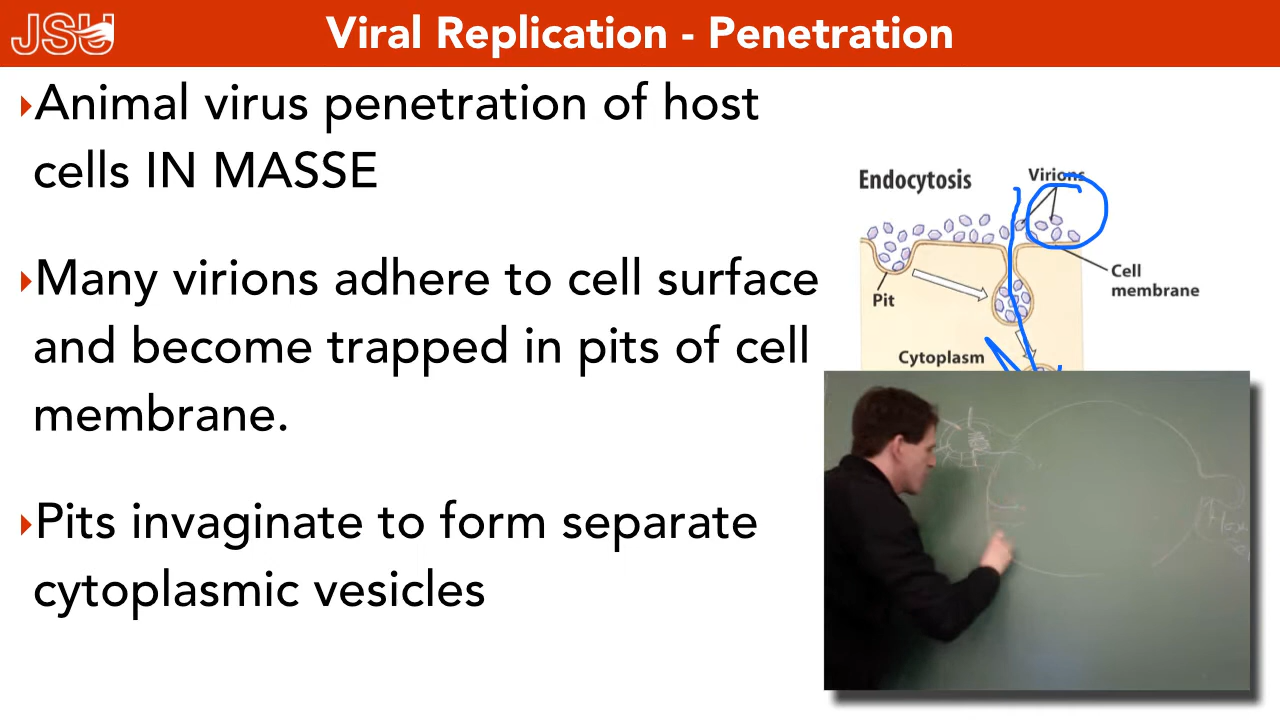 JSU
Viral Replication - Penetration
Animal virus penetration of host
cells IN MASSE
Many virions adhere to cell surface
and become trapped in pits of cell
membrane.
Pits invaginate to form separate
cytoplasmic vesicles
Endocytosis
Virions
Cell
membrane
Pit
Cytoplasm